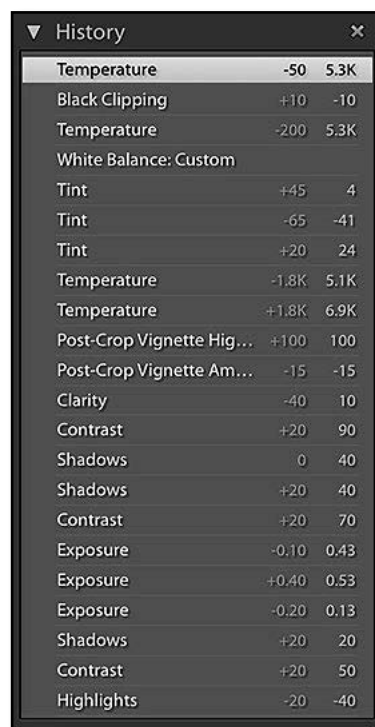 ▼ History ×
Temperature -50 5.3K
Black Clipping +10 -10
Temperature -200 5.3K
White Balance: Custom
Tint +45 4
Tint -65 -41
Tint +20 24
Temperature -1.8K 5.1K
Temperature +1.8K 6.9K
Post-Crop Vignette Hig... +100 100
Post-Crop Vignette Am... -15 -15
Clarity -40 10
Contrast +20 90
Shadows 0 40
Shadows +20 40
Contrast +20 70
Exposure -0.10 0.43
Exposure +0.40 0.53
Exposure -0.20 0.13
Shadows +20 20
Contrast +20 50
Highlights -20 -40